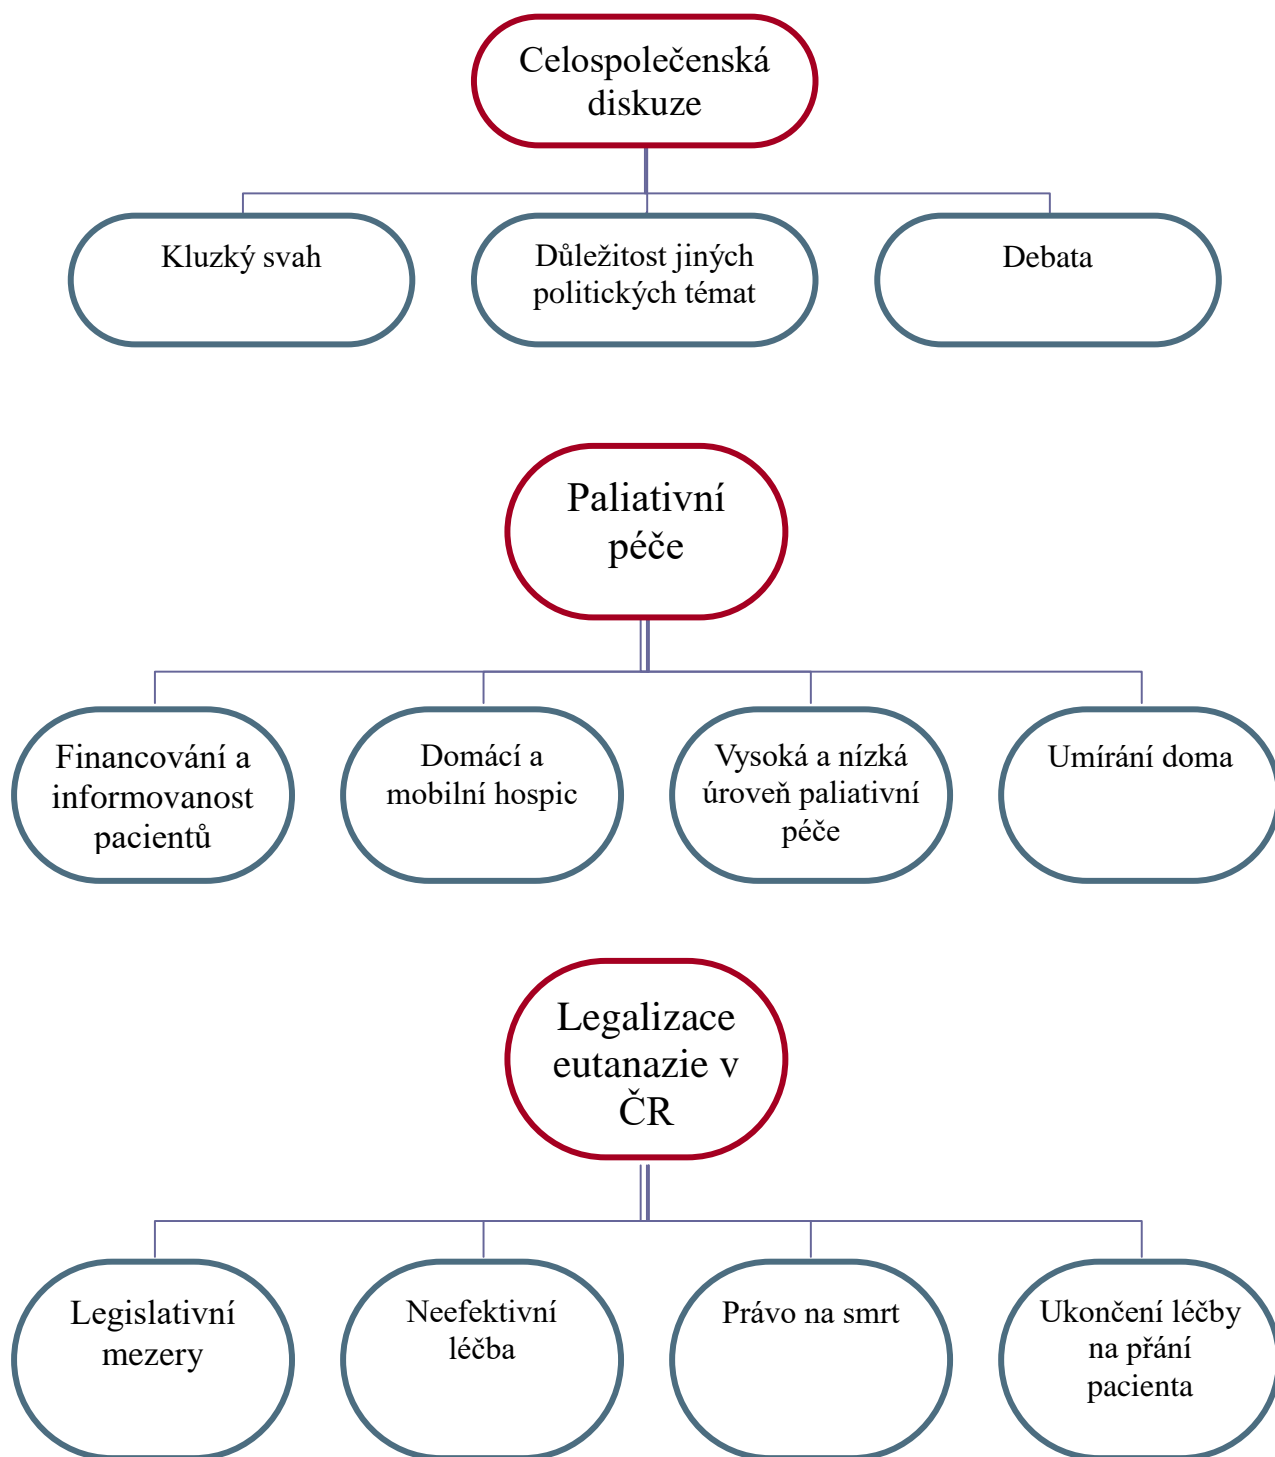 Celospolečenská
diskuze
Kluzký svah
Důležitost jiných
politických témat
Debata
Paliativní
péče
Financování a
informovanost
pacientů
Domácí a
mobilní hospic
Vysoká a nízká
úroveň paliativní
péče
Umírání doma
Legalizace
eutanazie v
ČR
Legislativní
mezery
Neefektivní
léčba
Právo na smrt
Ukončení léčby
na přání
pacienta